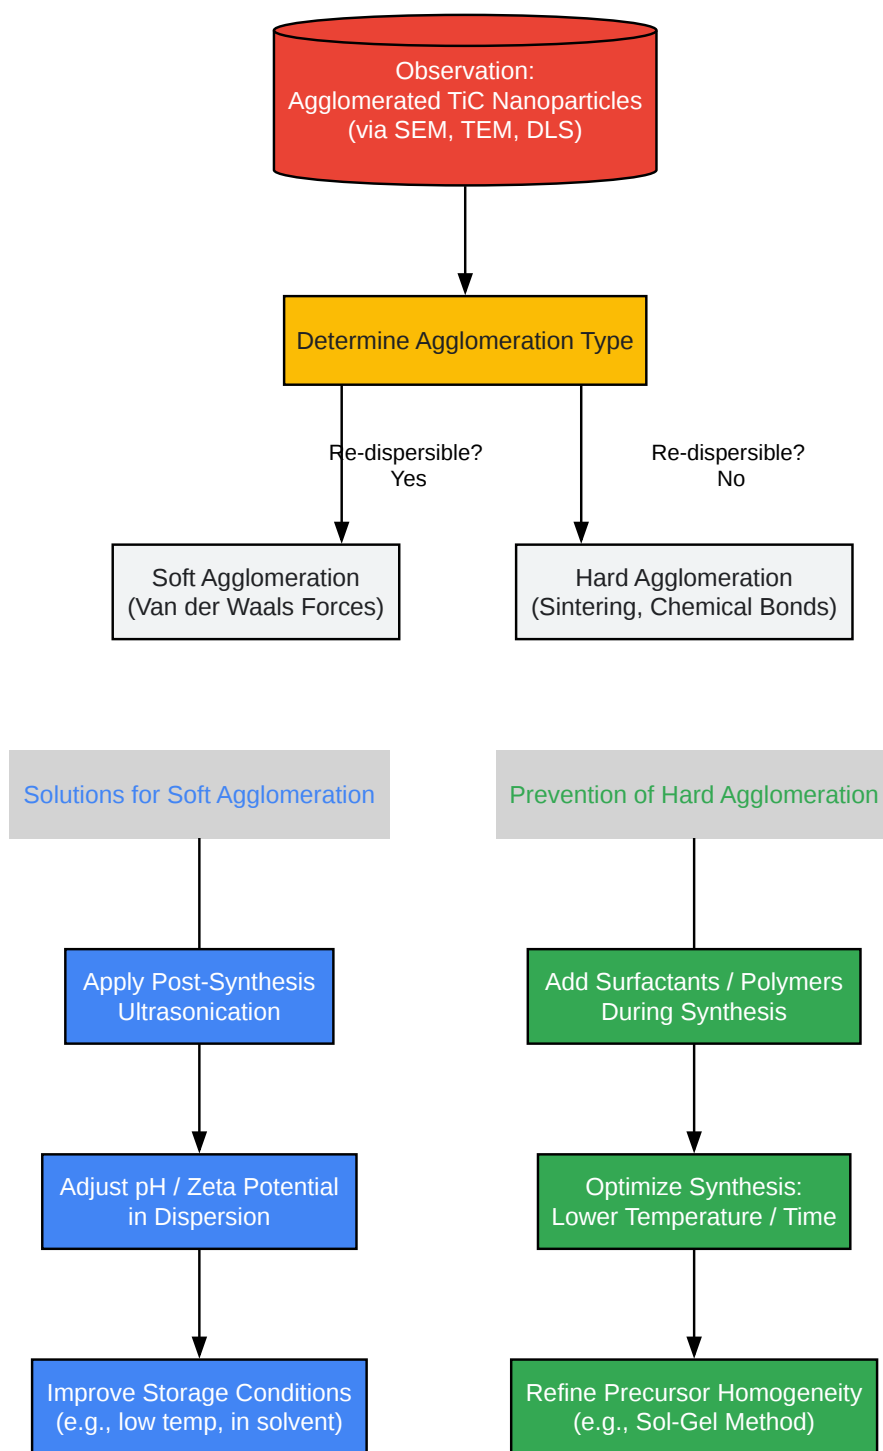 Observation:
Agglomerated TiC Nanoparticles
(via SEM, TEM, DLS)
Determine Agglomeration Type
Re-dispersible?
Yes
Re-dispersible?
No
Soft Agglomeration
(Van der Waals Forces)
Hard Agglomeration
(Sintering, Chemical Bonds)
Solutions for Soft Agglomeration
Apply Post-Synthesis
Ultrasonication
Adjust pH / Zeta Potential
in Dispersion
Improve Storage Conditions
(e.g., low temp, in solvent)
Prevention of Hard Agglomeration
Add Surfactants / Polymers
During Synthesis
Optimize Synthesis:
Lower Temperature / Time
Refine Precursor Homogeneity
(e.g., Sol-Gel Method)